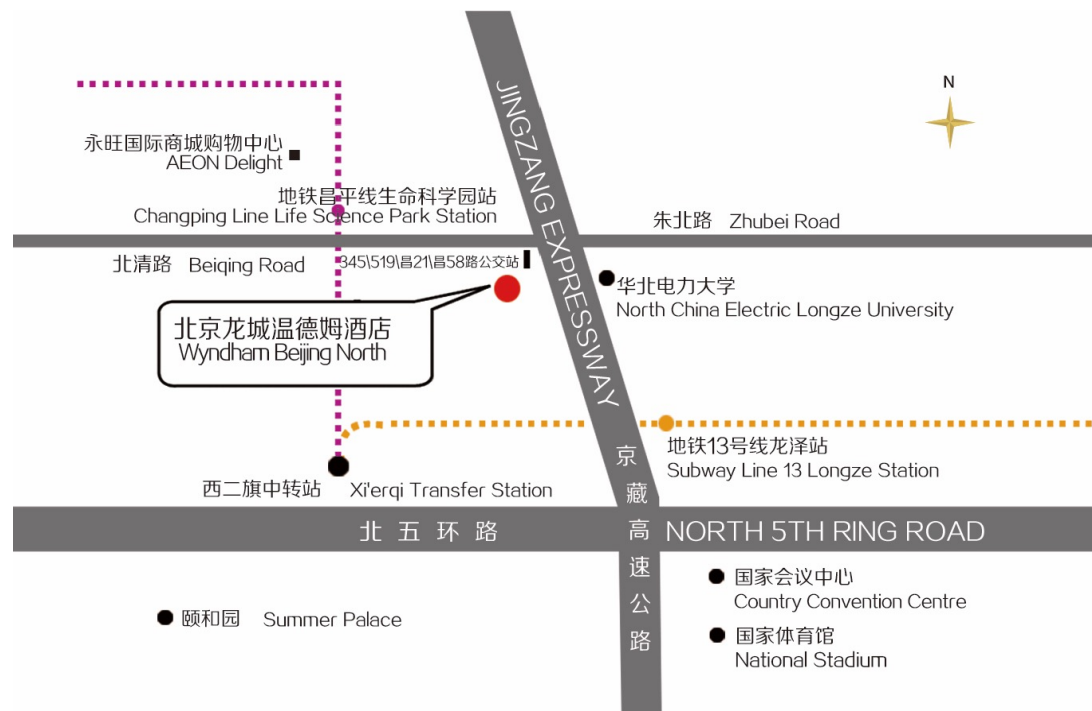 N
JINGZANG EXPRESSWAY
永旺国际商城购物中心
AEON Delight
地铁昌平线生命科学园站
Changping Line Life Science Park Station
朱北路 Zhubei Road
北清路 Beiqing Road
345\519\昌21\昌58路公交站
华北电力大学
North China Electric Longze University
北京龙城温德姆酒店
Wyndham Beijing North
地铁13号线龙泽站
Subway Line 13 Longze Station
西二旗中转站 Xi'erqi Transfer Station
京藏高速公路
北五环路 NORTH 5TH RING ROAD
国家会议中心
Country Convention Centre
颐和园 Summer Palace
国家体育馆
National Stadium